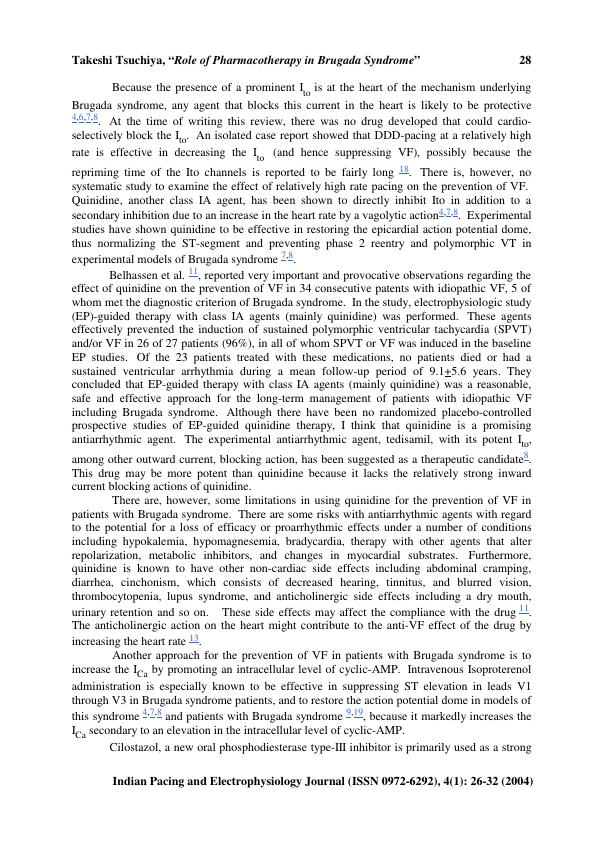 Takeshi Tsuchiya, “Role of Pharmacotherapy in Brugada Syndrome” 28
Because the presence of a prominent Ito is at the heart of the mechanism underlying
Brugada syndrome, any agent that blocks this current in the heart is likely to be protective
4,6,7,8. At the time of writing this review, there was no drug developed that could cardio-
selectively block the Ito. An isolated case report showed that DDD-pacing at a relatively high
rate is effective in decreasing the Ito (and hence suppressing VF), possibly because the
repriming time of the Ito channels is reported to be fairly long 18. There is, however, no
systematic study to examine the effect of relatively high rate pacing on the prevention of VF.
Quinidine, another class IA agent, has been shown to directly inhibit Ito in addition to a
secondary inhibition due to an increase in the heart rate by a vagolytic action4,7,8. Experimental
studies have shown quinidine to be effective in restoring the epicardial action potential dome,
thus normalizing the ST-segment and preventing phase 2 reentry and polymorphic VT in
experimental models of Brugada syndrome 7,8.
Belhassen et al. 11, reported very important and provocative observations regarding the
effect of quinidine on the prevention of VF in 34 consecutive patents with idiopathic VF, 5 of
whom met the diagnostic criterion of Brugada syndrome. In the study, electrophysiologic study
(EP)-guided therapy with class IA agents (mainly quinidine) was performed. These agents
effectively prevented the induction of sustained polymorphic ventricular tachycardia (SPVT)
and/or VF in 26 of 27 patients (96%), in all of whom SPVT or VF was induced in the baseline
EP studies. Of the 23 patients treated with these medications, no patients died or had a
sustained ventricular arrhythmia during a mean follow-up period of 9.1±5.6 years. They
concluded that EP-guided therapy with class IA agents (mainly quinidine) was a reasonable,
safe and effective approach for the long-term management of patients with idiopathic VF
including Brugada syndrome. Although there have been no randomized placebo-controlled
prospective studies of EP-guided quinidine therapy, I think that quinidine is a promising
antiarrhythmic agent. The experimental antiarrhythmic agent, tedisamil, with its potent Ito,
among other outward current, blocking action, has been suggested as a therapeutic candidate8.
This drug may be more potent than quinidine because it lacks the relatively strong inward
current blocking actions of quinidine.
There are, however, some limitations in using quinidine for the prevention of VF in
patients with Brugada syndrome. There are some risks with antiarrhythmic agents with regard
to the potential for a loss of efficacy or proarrhythmic effects under a number of conditions
including hypokalemia, hypomagnesemia, bradycardia, therapy with other agents that alter
repolarization, metabolic inhibitors, and changes in myocardial substrates. Furthermore,
quinidine is known to have other non-cardiac side effects including abdominal cramping,
diarrhea, cinchonism, which consists of decreased hearing, tinnitus, and blurred vision,
thrombocytopenia, lupus syndrome, and anticholinergic side effects including a dry mouth,
urinary retention and so on. These side effects may affect the compliance with the drug 11.
The anticholinergic action on the heart might contribute to the anti-VF effect of the drug by
increasing the heart rate 13.
Another approach for the prevention of VF in patients with Brugada syndrome is to
increase the ICa by promoting an intracellular level of cyclic-AMP. Intravenous Isoproterenol
administration is especially known to be effective in suppressing ST elevation in leads V1
through V3 in Brugada syndrome patients, and to restore the action potential dome in models of
this syndrome 4,7,8 and patients with Brugada syndrome 9,19, because it markedly increases the
ICa secondary to an elevation in the intracellular level of cyclic-AMP.
Cilostazol, a new oral phosphodiesterase type-III inhibitor is primarily used as a strong
Indian Pacing and Electrophysiology Journal (ISSN 0972-6292), 4(1): 26-32 (2004)